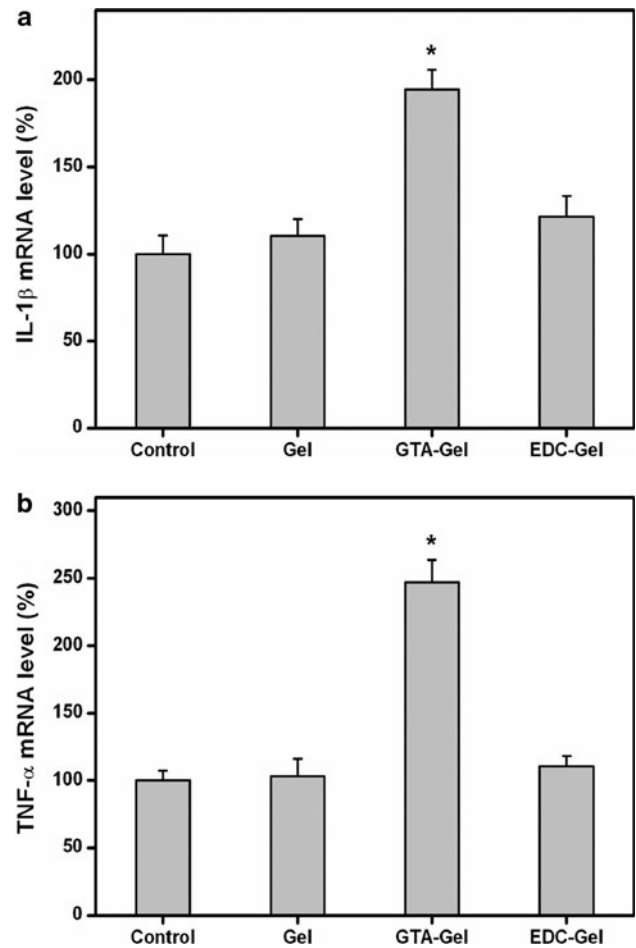 a
IL-1β mRNA level (%)
200
150
100
50
0
*
Control Gel GTA-Gel EDC-Gel
b
TNF-α mRNA level (%)
300
250
200
150
100
50
0
*
Control Gel GTA-Gel EDC-Gel